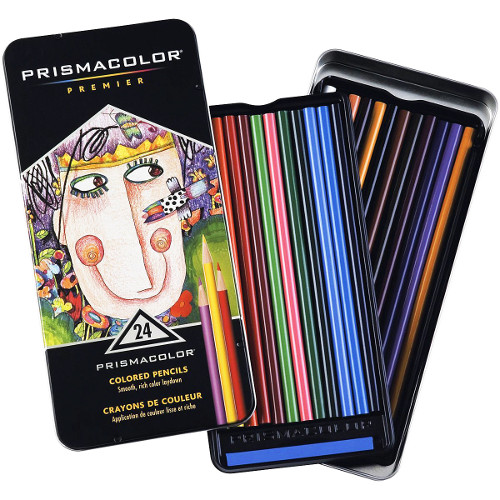 PRISMACOLOR®
PREMIER®
24
PRISMACOLOR®
COLORED PENCILS
Smooth, rich color laydown
CRAYONS DE COULEUR
Application de couleur lisse et riche
PRISMACOLOR